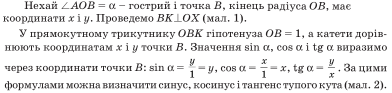 Нехай ∠AOB = α – гострий і точка B, кінець радіуса OB, має
координати x і y. Проведемо BK⊥OX (мал. 1).
У прямокутному трикутнику OBK гіпотенуза OB = 1, а катети дорів-
нюють координатам x і y точки B. Значення sin α, cos α і tg α виразимо
через координати точки B: sin α = y/1 = y, cos α = x/1 = x, tg α = y/x . За цими
формулами можна визначити синус, косинус і тангенс тупого кута (мал. 2).